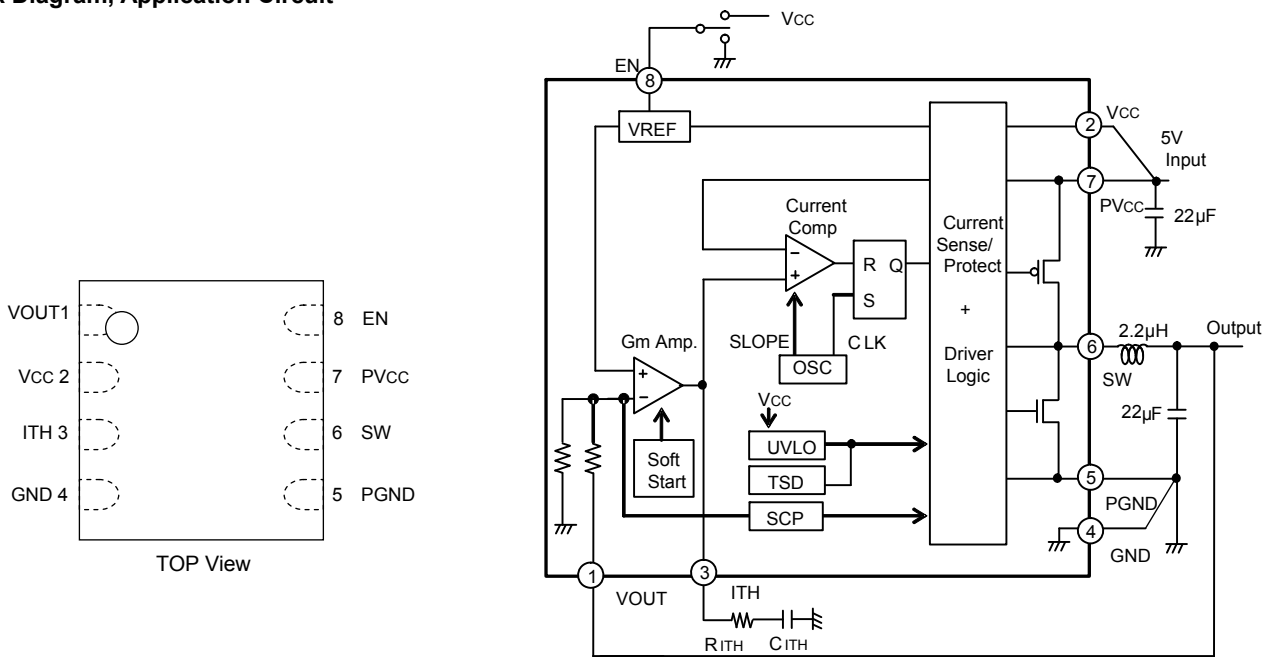 VOUT1
VCC 2
ITH 3
GND 4
8 EN
7 PVCC
6 SW
5 PGND
TOP View
VCC
EN
8
VREF
2
VCC
5V
Input
7
PVCC
22µF
Current
Comp
−
+
R Q
S
Current
Sense/
Protect
+
Driver
Logic
SLOPE
CLK
OSC
Gm Amp.
+
−
VCC
UVLO
TSD
SCP
Soft
Start
6
SW
2.2µH
Output
22µF
5
PGND
4
GND
1
VOUT
3
ITH
RITH
CITH